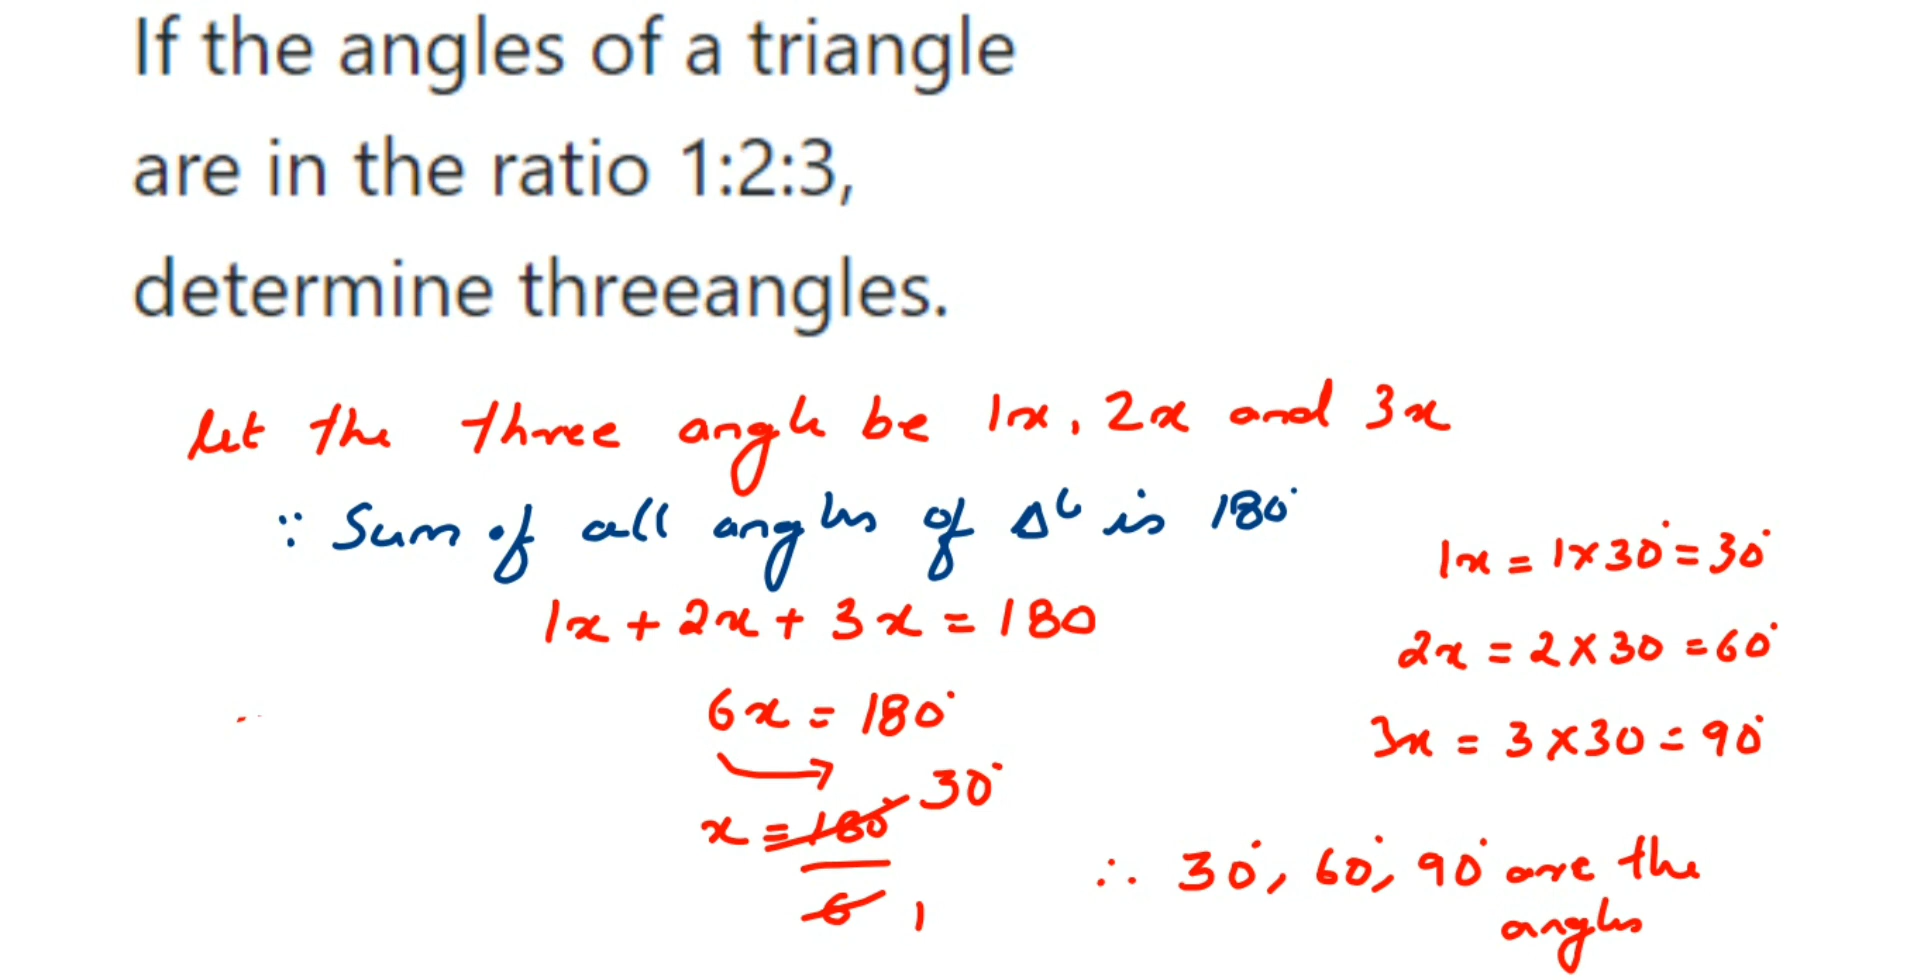 If the angles of a triangle
are in the ratio 1:2:3,
determine threeangles.
let the three angle be 1x, 2x and 3x
∵ Sum of all angles of Δle is 180°
1x + 2x + 3x = 180
6x = 180°
x = 180° 30°
6 1
1x = 1×30° = 30°
2x = 2×30 = 60°
3x = 3×30 = 90°
∴ 30°, 60°, 90° are the
angles